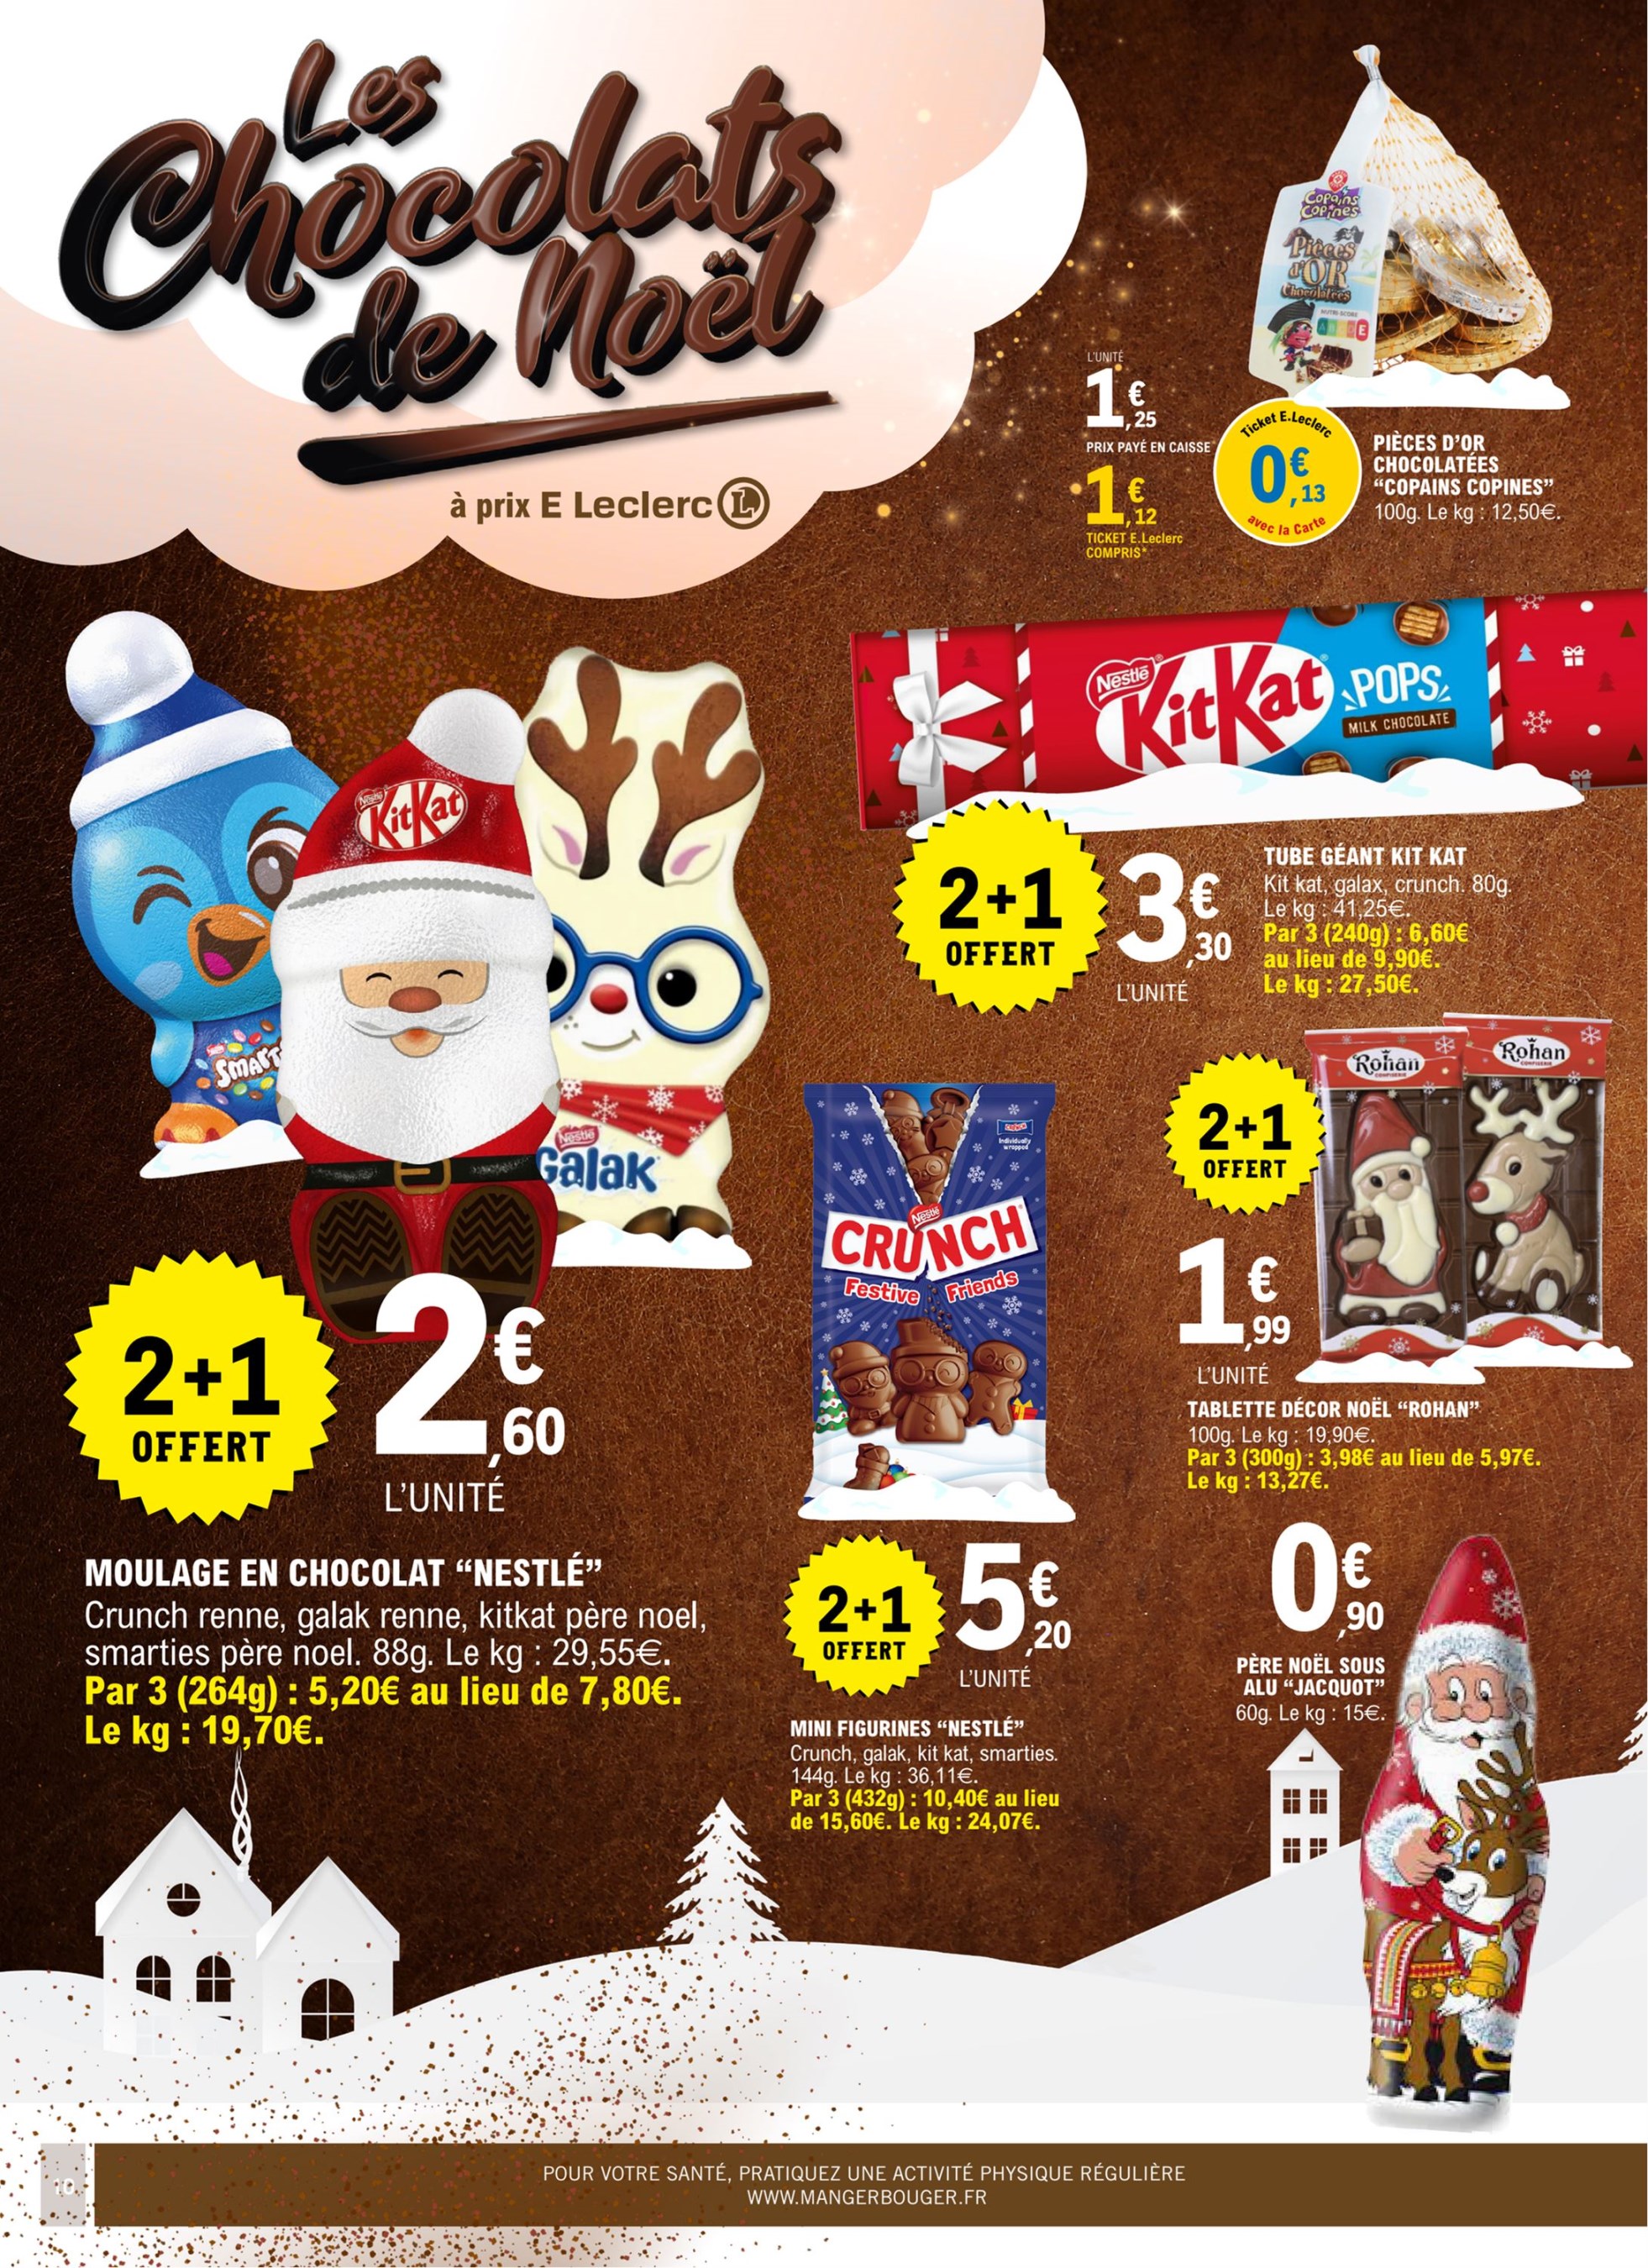 Les
Chocolats
de Noël
à prix E Leclerc L
Copains
Copines
Pièces
d'OR
Chocolatées
NUTRI-SCORE
L'UNITÉ
1€,25
PRIX PAYÉ EN CAISSE
1€,12
TICKET E.Leclerc
COMPRIS*
Ticket E.Leclerc
0€,13
avec la Carte
PIÈCES D'OR
CHOCOLATÉES
“COPAINS COPINES”
100g. Le kg : 12,50€.
Nestlé
KitKat
POPS
MILK CHOCOLATE
2+1
OFFERT
3€,30
L'UNITÉ
TUBE GÉANT KIT KAT
Kit kat, galax, crunch. 80g.
Le kg : 41,25€.
Par 3 (240g) : 6,60€
au lieu de 9,90€.
Le kg : 27,50€.
Nestlé
KitKat
SMART
Nestlé
Galak
2+1
OFFERT
2€,60
L'UNITÉ
MOULAGE EN CHOCOLAT “NESTLÉ”
Crunch renne, galak renne, kitkat père noel,
smarties père noel. 88g. Le kg : 29,55€.
Par 3 (264g) : 5,20€ au lieu de 7,80€.
Le kg : 19,70€.
CRUNCH
Individually
wrapped
Nestlé
CRUNCH
Festive Friends
2+1
OFFERT
5€,20
L'UNITÉ
MINI FIGURINES “NESTLÉ”
Crunch, galak, kit kat, smarties.
144g. Le kg : 36,11€.
Par 3 (432g) : 10,40€ au lieu
de 15,60€. Le kg : 24,07€.
Rohan
CONFISERIE
Rohan
CONFISERIE
2+1
OFFERT
1€,99
L'UNITÉ
TABLETTE DÉCOR NOËL “ROHAN”
100g. Le kg : 19,90€.
Par 3 (300g) : 3,98€ au lieu de 5,97€.
Le kg : 13,27€.
0€,90
PÈRE NOËL SOUS
ALU “JACQUOT”
60g. Le kg : 15€.
10
POUR VOTRE SANTÉ, PRATIQUEZ UNE ACTIVITÉ PHYSIQUE RÉGULIÈRE
WWW.MANGERBOUGER.FR